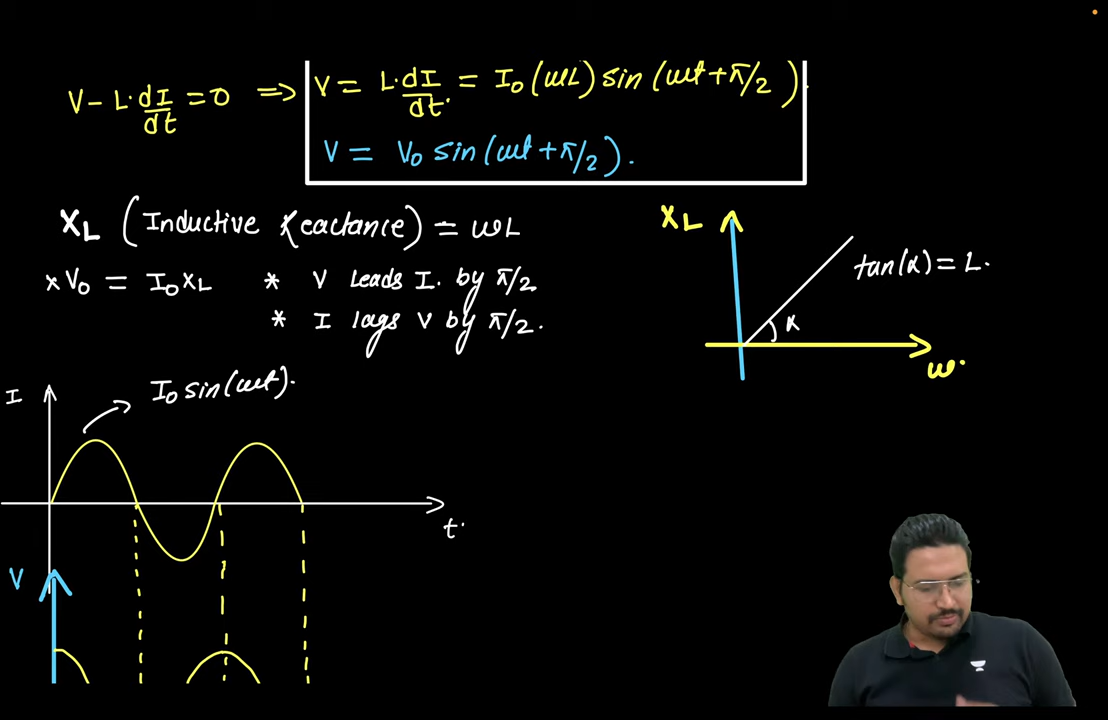 V - L·dI/dt = 0 ⇒ V = L·dI/dt = I₀(ωL) sin(ωt + π/2).
V = V₀ sin(ωt + π/2).
X_L (Inductive Reactance) = ωL
×V₀ = I₀X_L * V leads I. by π/2
* I lags V by π/2.
X_L
tan(α) = L.
α
ω.
I
I₀ sin(ωt).
t.
V